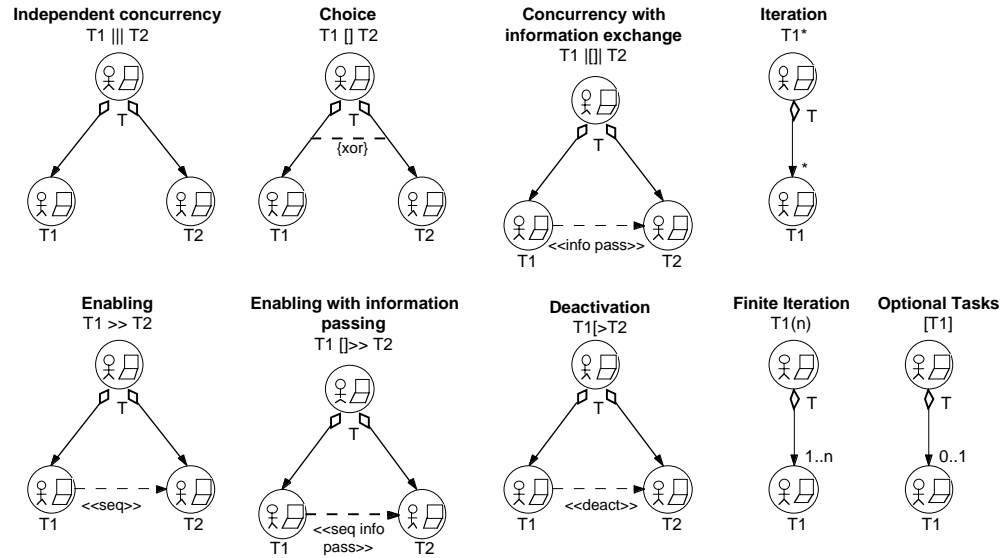 Independent concurrency
T1 ||| T2
T
T1
T2
Choice
T1 [] T2
T
{xor}
T1
T2
Concurrency with
information exchange
T1 |[]| T2
T
<<info pass>>
T1
T2
Iteration
T1*
T
*
T1
Enabling
T1 >> T2
T
<<seq>>
T1
T2
Enabling with information
passing
T1 []>> T2
T
<<seq info
pass>>
T1
T2
Deactivation
T1[>T2
T
<<deact>>
T1
T2
Finite Iteration
T1(n)
T
1..n
T1
Optional Tasks
[T1]
T
0..1
T1